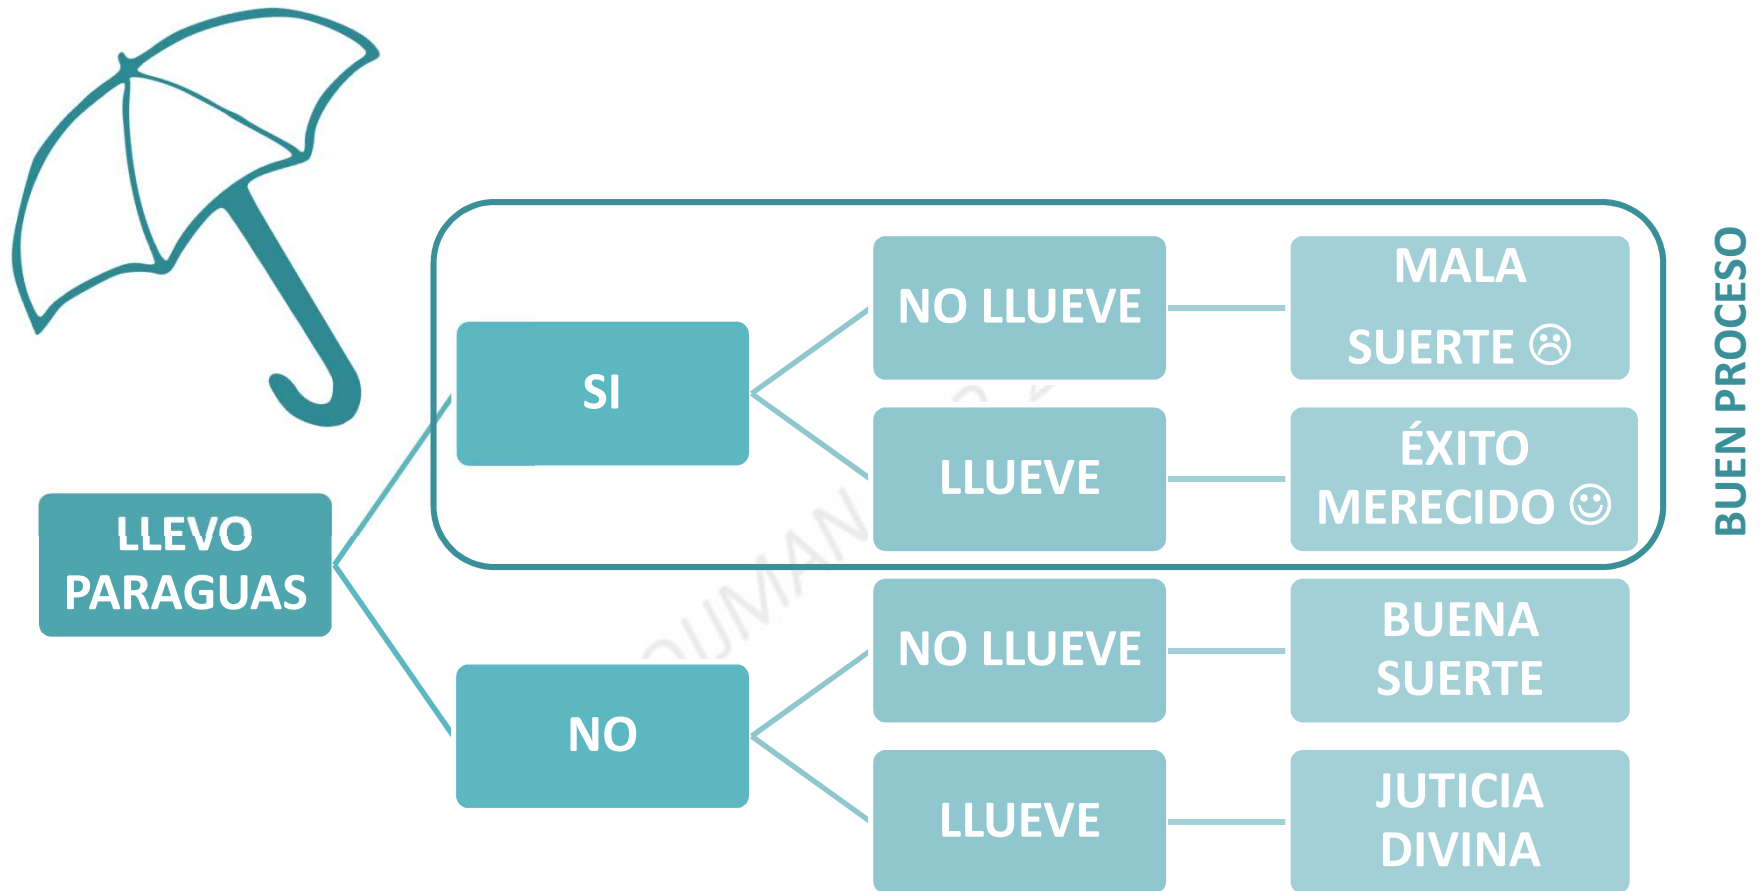 LLEVO
PARAGUAS
SI
NO LLUEVE
MALA
SUERTE ☹
LLUEVE
ÉXITO
MERECIDO ☺
BUEN PROCESO
NO
NO LLUEVE
BUENA
SUERTE
LLUEVE
JUTICIA
DIVINA